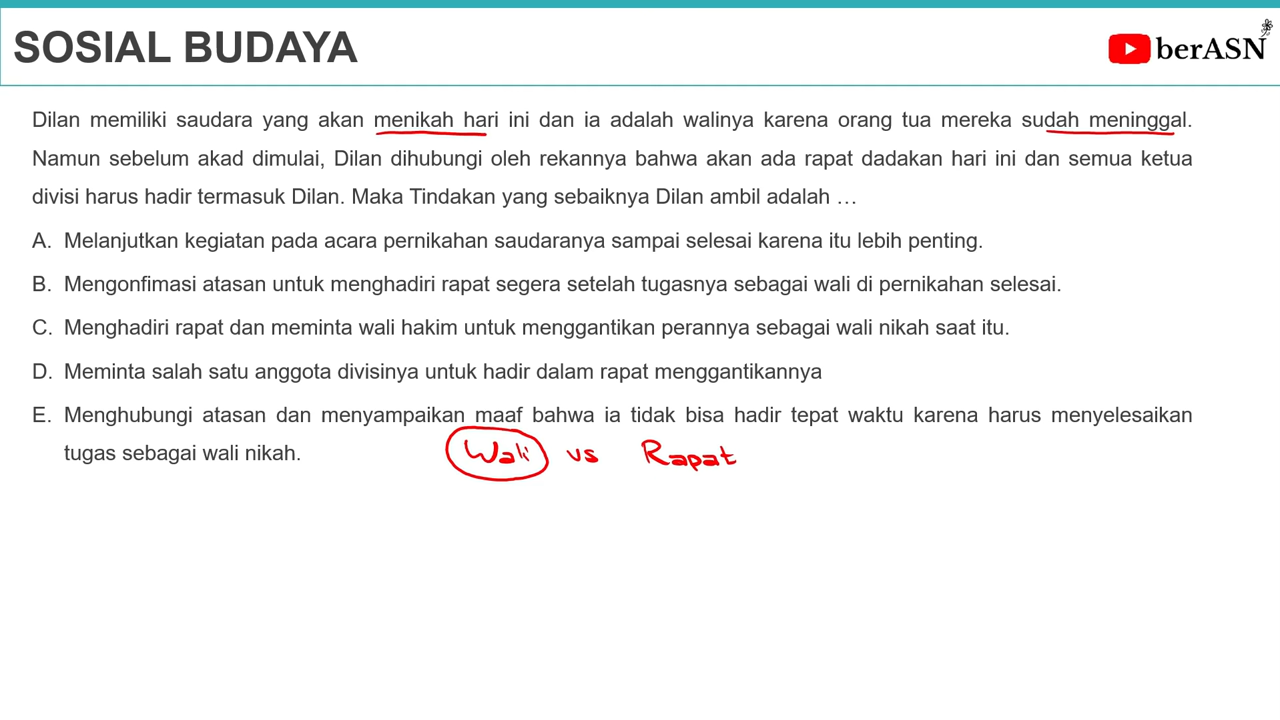 SOSIAL BUDAYA
berASN
Dilan memiliki saudara yang akan menikah hari ini dan ia adalah walinya karena orang tua mereka sudah meninggal.
Namun sebelum akad dimulai, Dilan dihubungi oleh rekannya bahwa akan ada rapat dadakan hari ini dan semua ketua
divisi harus hadir termasuk Dilan. Maka Tindakan yang sebaiknya Dilan ambil adalah …
A. Melanjutkan kegiatan pada acara pernikahan saudaranya sampai selesai karena itu lebih penting.
B. Mengonfimasi atasan untuk menghadiri rapat segera setelah tugasnya sebagai wali di pernikahan selesai.
C. Menghadiri rapat dan meminta wali hakim untuk menggantikan perannya sebagai wali nikah saat itu.
D. Meminta salah satu anggota divisinya untuk hadir dalam rapat menggantikannya
E. Menghubungi atasan dan menyampaikan maaf bahwa ia tidak bisa hadir tepat waktu karena harus menyelesaikan
tugas sebagai wali nikah.
Wali vs Rapat